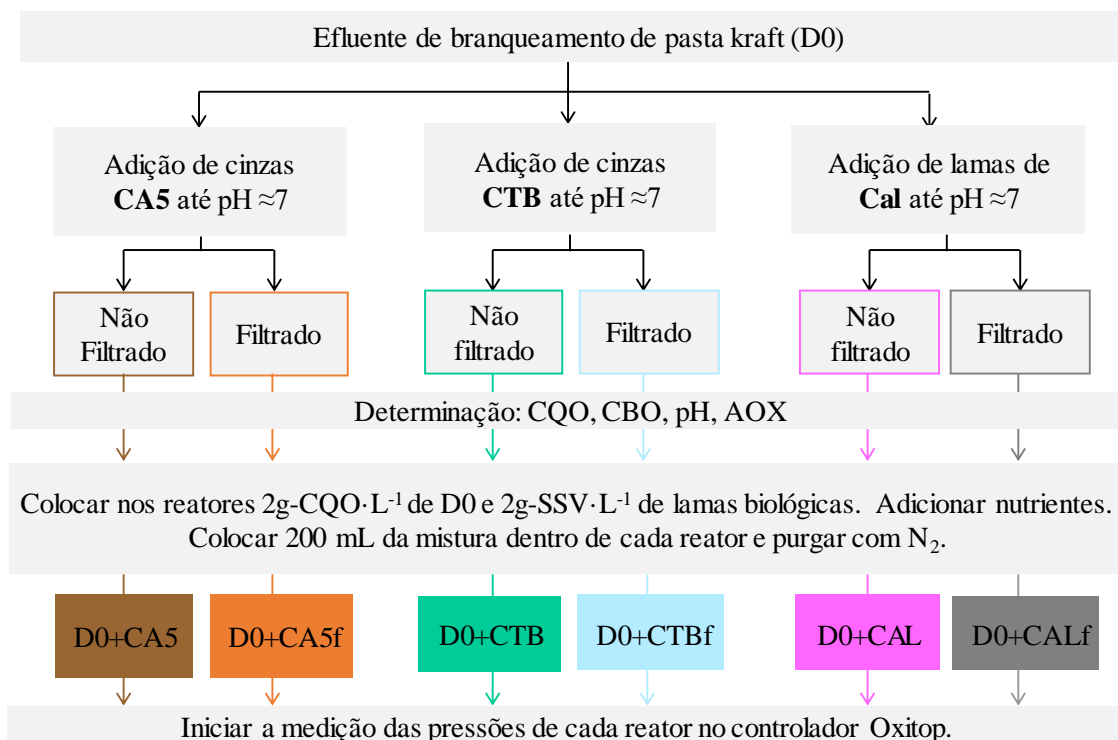 Efluente de branqueamento de pasta kraft (D0)
Adição de cinzas
CA5 até pH ≈7
Adição de cinzas
CTB até pH ≈7
Adição de lamas de
Cal até pH ≈7
Não
Filtrado
Filtrado
Não
filtrado
Filtrado
Não
filtrado
Filtrado
Determinação: CQO, CBO, pH, AOX
Colocar nos reatores 2g-CQO·L⁻¹ de D0 e 2g-SSV·L⁻¹ de lamas biológicas. Adicionar nutrientes.
Colocar 200 mL da mistura dentro de cada reator e purgar com N₂.
D0+CA5
D0+CA5f
D0+CTB
D0+CTBf
D0+CAL
D0+CALf
Iniciar a medição das pressões de cada reator no controlador Oxitop.